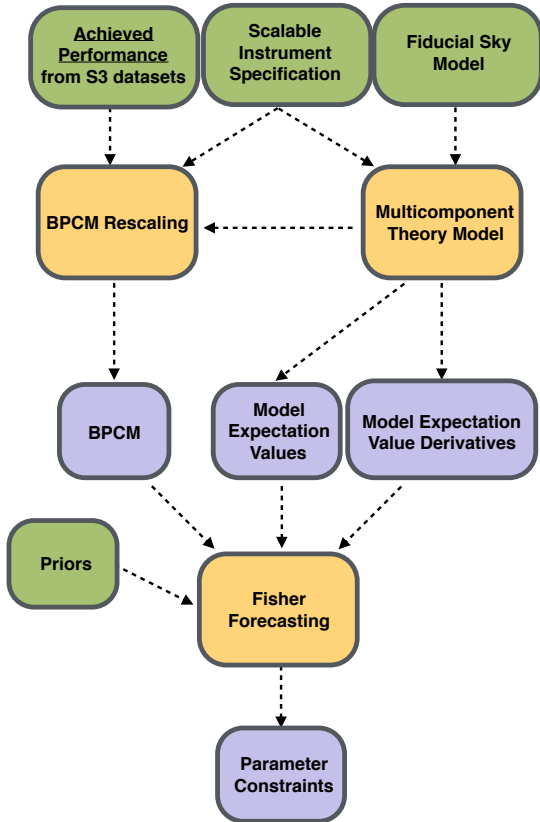 Achieved
Performance
from S3 datasets
Scalable
Instrument
Specification
Fiducial Sky
Model
BPCM Rescaling
Multicomponent
Theory Model
BPCM
Model
Expectation
Values
Model Expectation
Value Derivatives
Priors
Fisher
Forecasting
Parameter
Constraints